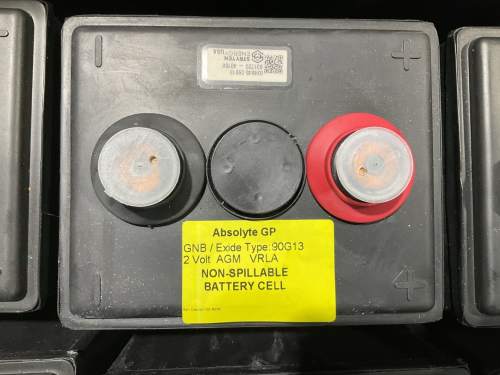 Absolyte GP
GNB / Exide Type:90G13
2 Volt AGM VRLA
NON-SPILLABLE
BATTERY CELL